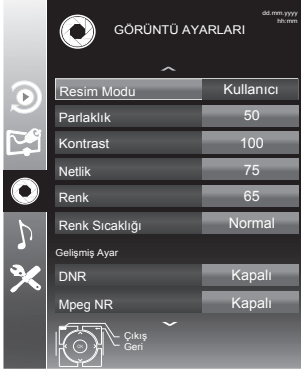 dd.mm.yyyy
hh:mm
GÖRÜNTÜ AYARLARI
Resim Modu Kullanıcı
Parlaklık 50
Kontrast 100
Netlik 75
Renk 65
Renk Sıcaklığı Normal
Gelişmiş Ayar
DNR Kapalı
Mpeg NR Kapalı
Çıkış
Geri
OK